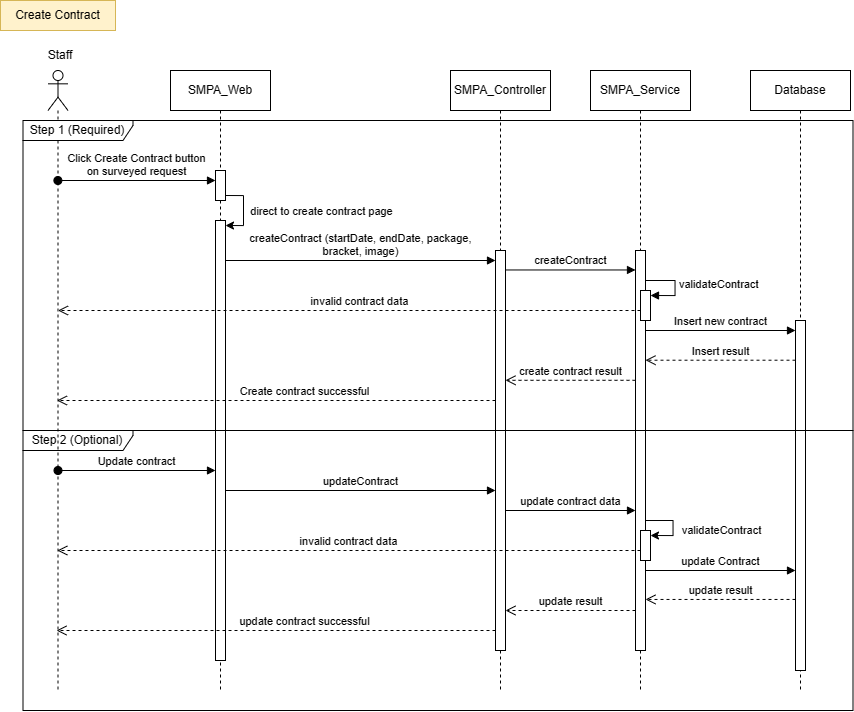 Create Contract
Staff
SMPA_Web
SMPA_Controller
SMPA_Service
Database
Step 1 (Required)
Click Create Contract button
on surveyed request
direct to create contract page
createContract (startDate, endDate, package,
bracket, image)
createContract
validateContract
invalid contract data
Insert new contract
Insert result
create contract result
Create contract successful
Step 2 (Optional)
Update contract
updateContract
update contract data
validateContract
invalid contract data
update Contract
update result
update result
update contract successful